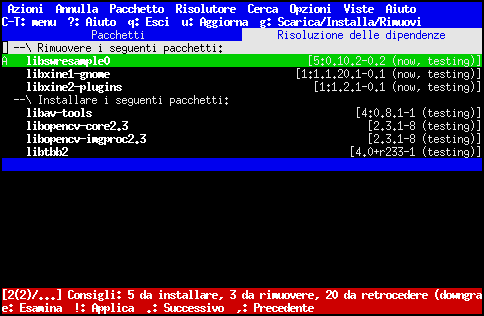 Azioni Annulla Pacchetto Risolutore Cerca Opzioni Viste Aiuto
C-T: menu ?: Aiuto q: Esci u: Aggiorna g: Scarica/Installa/Rimuovi
Pacchetti Risoluzione delle dipendenze
--\ Rimuovere i seguenti pacchetti:
A libswresample0 [5:0.10.2-0.2 (now, testing)]
libxine1-gnome [1:1.1.20.1-0.1 (now, testing)]
libxine2-plugins [1:1.2.1-0.1 (now, testing)]
--\ Installare i seguenti pacchetti:
libav-tools [4:0.8.1-1 (testing)]
libopencv-core2.3 [2.3.1-8 (testing)]
libopencv-imgproc2.3 [2.3.1-8 (testing)]
libtbb2 [4.0+r233-1 (testing)]
[2(2)/...] Consigli: 5 da installare, 3 da rimuovere, 20 da retrocedere (downgra
e: Esamina !: Applica .: Successivo ,: Precedente